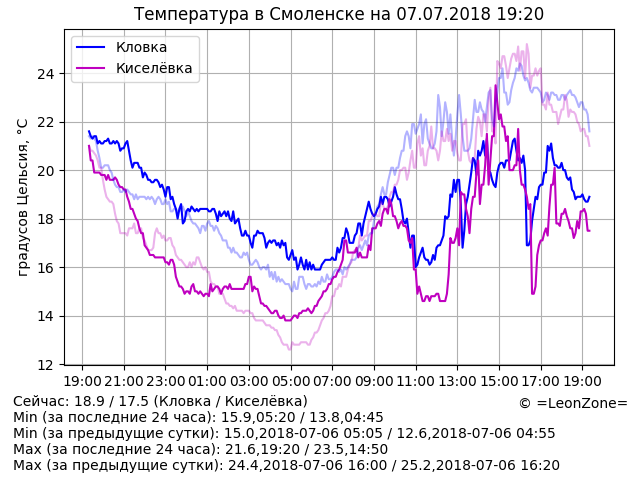 Температура в Смоленске на 07.07.2018 19:20
Кловка
Киселёвка
градусов Цельсия, °C
24
22
20
18
16
14
12
19:00 21:00 23:00 01:00 03:00 05:00 07:00 09:00 11:00 13:00 15:00 17:00 19:00
Сейчас: 18.9 / 17.5 (Кловка / Киселёвка)
© =LeonZone=
Min (за последние 24 часа): 15.9,05:20 / 13.8,04:45
Min (за предыдущие сутки): 15.0,2018-07-06 05:05 / 12.6,2018-07-06 04:55
Max (за последние 24 часа): 21.6,19:20 / 23.5,14:50
Max (за предыдущие сутки): 24.4,2018-07-06 16:00 / 25.2,2018-07-06 16:20